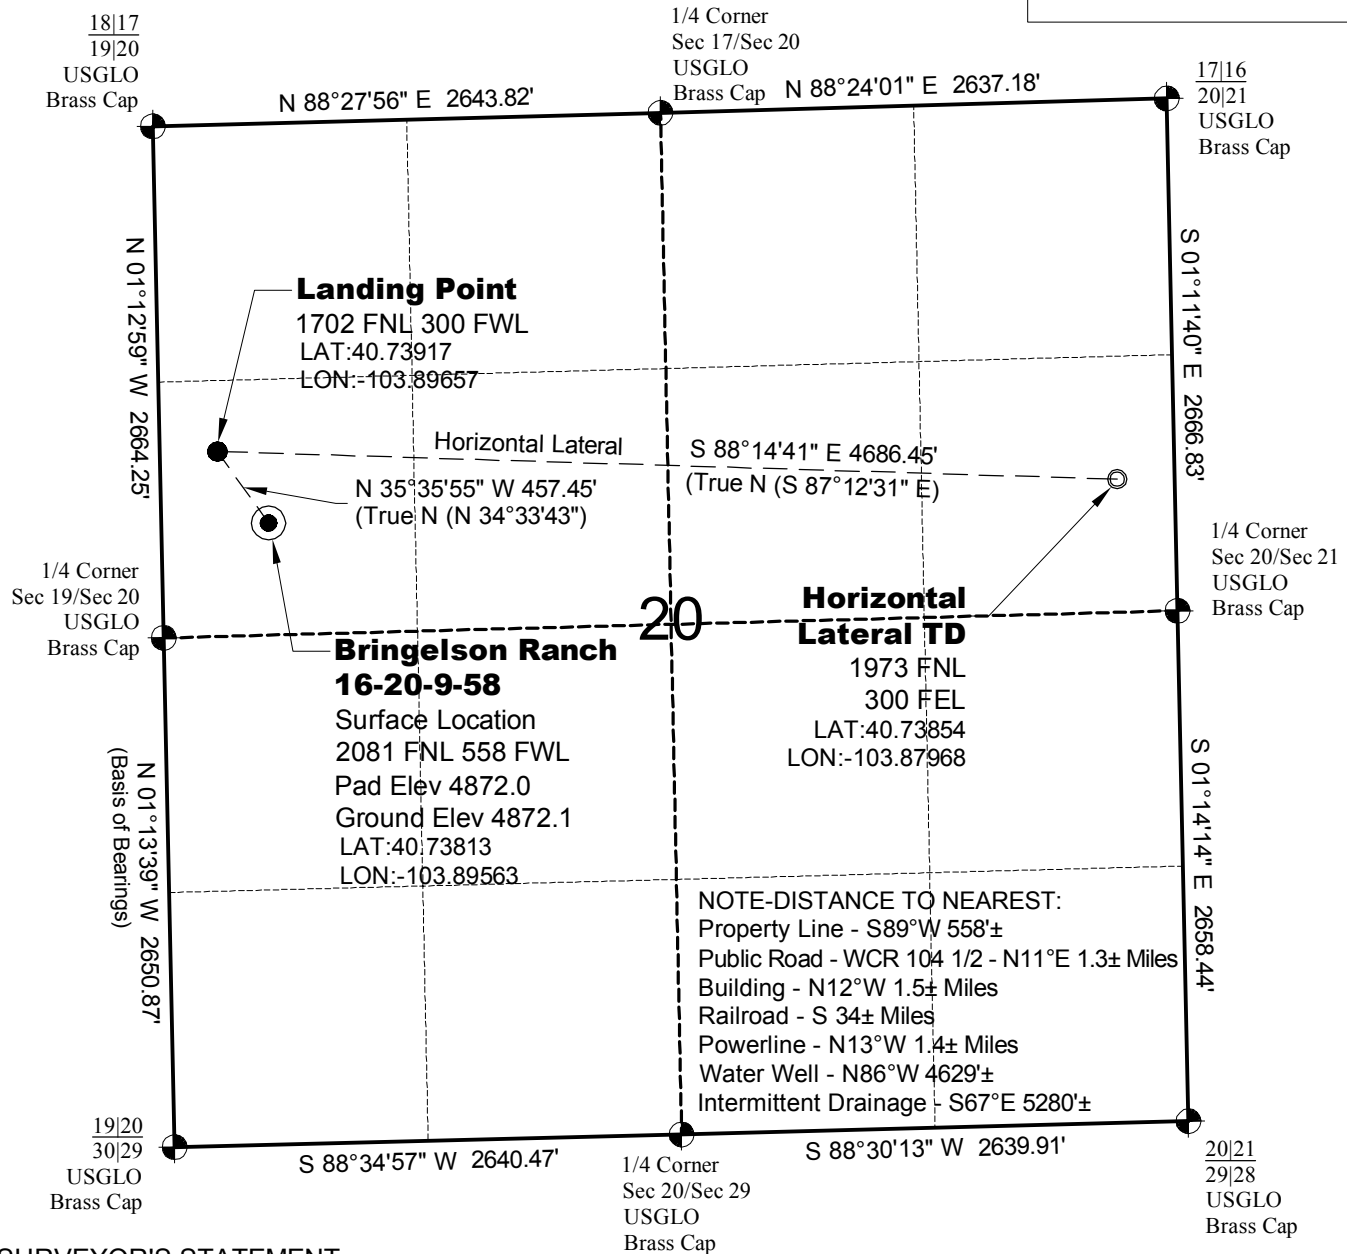 18|17
19|20
USGLO
Brass Cap
1/4 Corner
Sec 17/Sec 20
USGLO
Brass Cap
17|16
20|21
USGLO
Brass Cap
N 88°27'56" E 2643.82'
N 88°24'01" E 2637.18'
N 01°12'59" W 2664.25'
S 01°11'40" E 2666.83'
Landing Point
1702 FNL 300 FWL
LAT:40.73917
LON:-103.89657
Horizontal Lateral
S 88°14'41" E 4686.45'
(True N (S 87°12'31" E)
N 35°35'55" W 457.45'
(True N (N 34°33'43")
1/4 Corner
Sec 19/Sec 20
USGLO
Brass Cap
1/4 Corner
Sec 20/Sec 21
USGLO
Brass Cap
20
Horizontal
Lateral TD
1973 FNL
300 FEL
LAT:40.73854
LON:-103.87968
Bringelson Ranch
16-20-9-58
Surface Location
2081 FNL 558 FWL
Pad Elev 4872.0
Ground Elev 4872.1
LAT:40.73813
LON:-103.89563
N 01°13'39" W 2650.87'
(Basis of Bearings)
S 01°14'14" E 2658.44'
NOTE-DISTANCE TO NEAREST:
Property Line - S89°W 558'±
Public Road - WCR 104 1/2 - N11°E 1.3± Miles
Building - N12°W 1.5± Miles
Railroad - S 34± Miles
Powerline - N13°W 1.4± Miles
Water Well - N86°W 4629'±
Intermittent Drainage - S67°E 5280'±
19|20
30|29
USGLO
Brass Cap
S 88°34'57" W 2640.47'
1/4 Corner
Sec 20/Sec 29
USGLO
Brass Cap
S 88°30'13" W 2639.91'
20|21
29|28
USGLO
Brass Cap
SURVEYOR'S STATEMENT